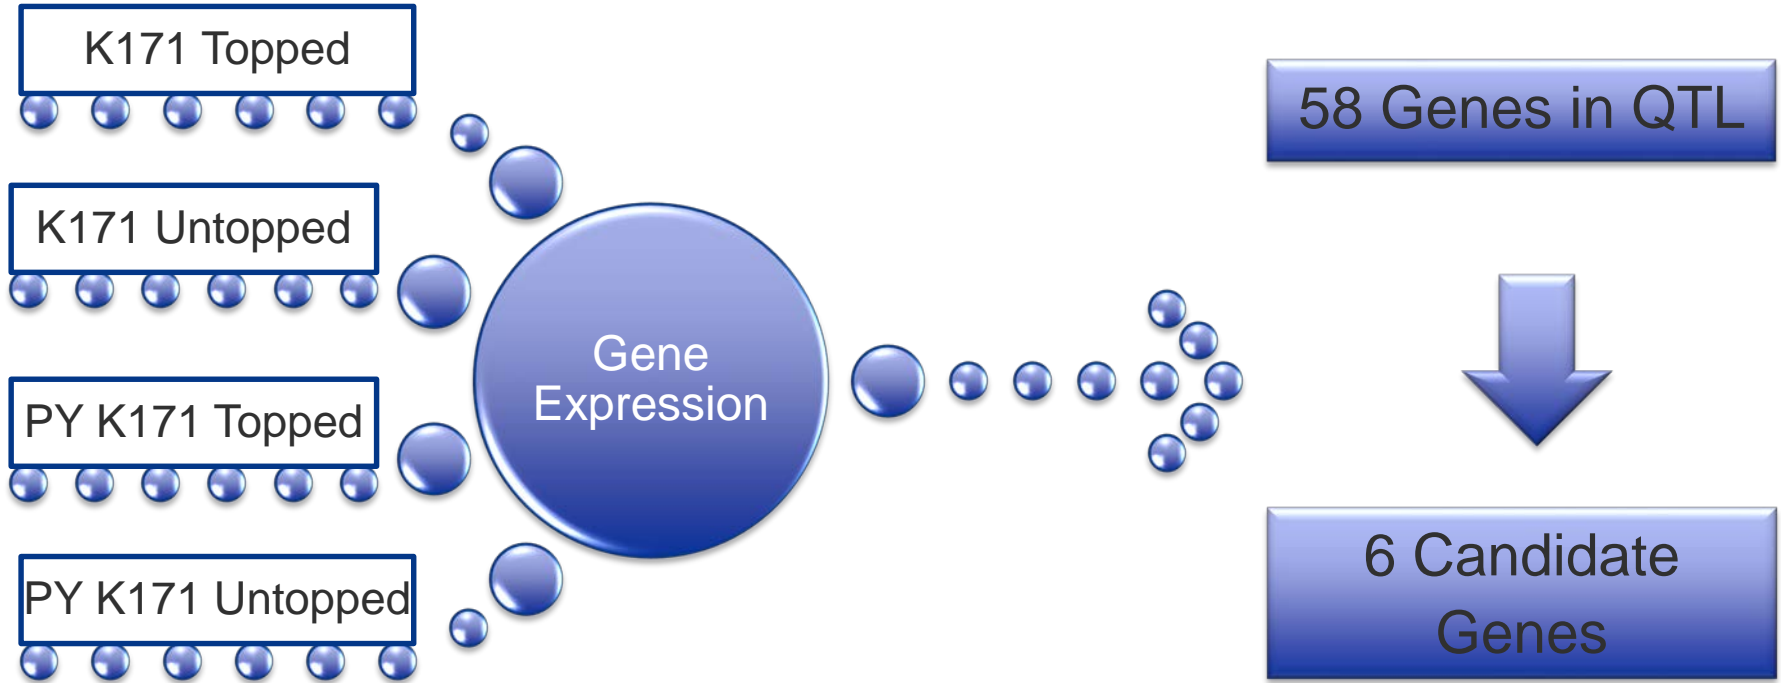 K171 Topped
K171 Untopped
PY K171 Topped
PY K171 Untopped
Gene
Expression
58 Genes in QTL
6 Candidate
Genes